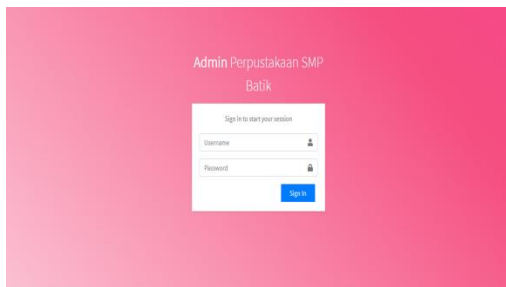 Admin Perpustakaan SMP
Batik
Sign in to start your session
Username
Password
Sign In